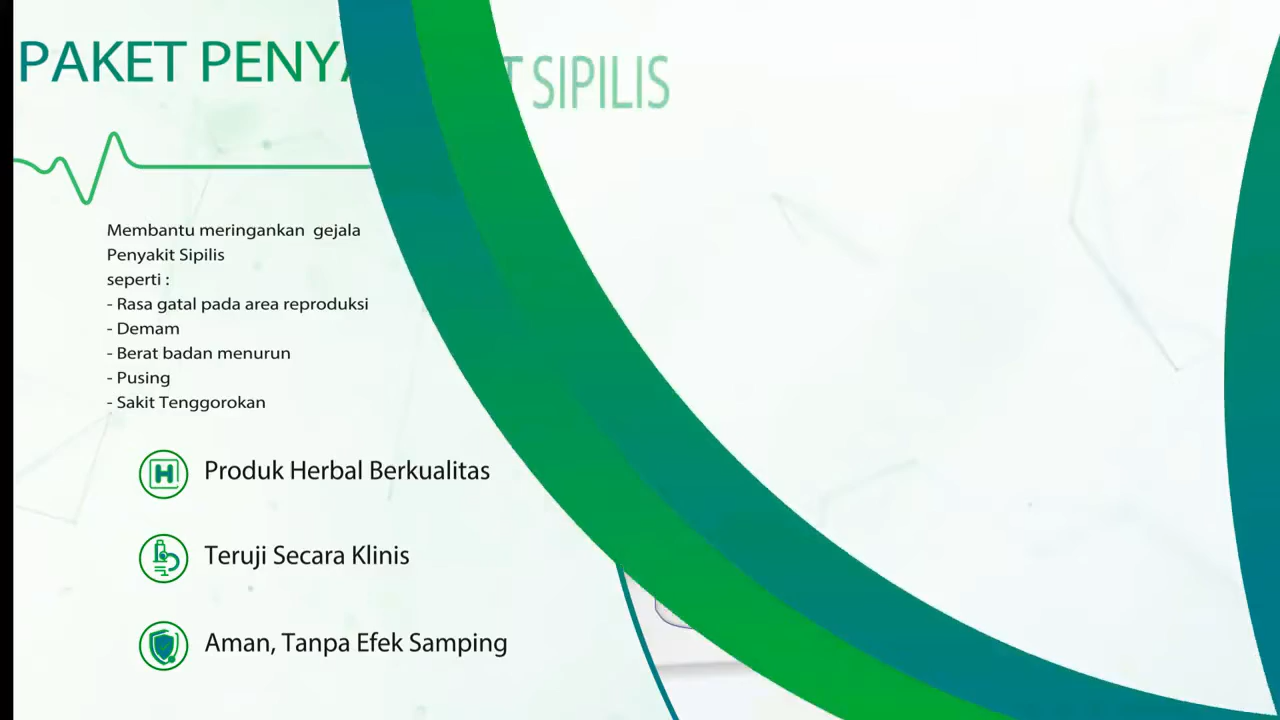 PAKET PENYA
T SIPILIS
Membantu meringankan gejala
Penyakit Sipilis
seperti :
- Rasa gatal pada area reproduksi
- Demam
- Berat badan menurun
- Pusing
- Sakit Tenggorokan
Produk Herbal Berkualitas
Teruji Secara Klinis
Aman, Tanpa Efek Samping